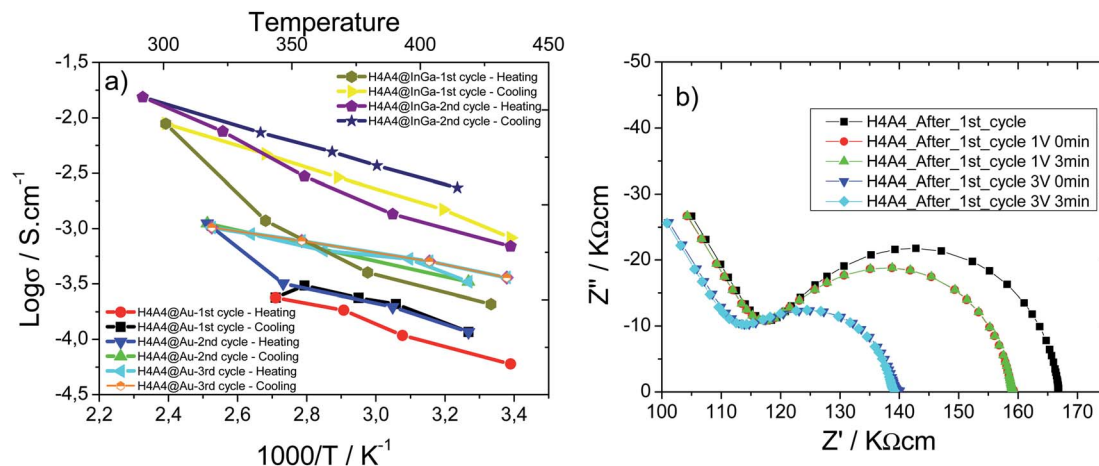 Temperature
300 350 400 450
a)
-1,5
-2,0
-2,5
-3,0
-3,5
-4,0
-4,5
Logσ / S.cm⁻¹
H4A4@InGa-1st cycle - Heating
H4A4@InGa-1st cycle - Cooling
H4A4@InGa-2nd cycle - Heating
H4A4@InGa-2nd cycle - Cooling
H4A4@Au-1st cycle - Heating
H4A4@Au-1st cycle - Cooling
H4A4@Au-2nd cycle - Heating
H4A4@Au-2nd cycle - Cooling
H4A4@Au-3rd cycle - Heating
H4A4@Au-3rd cycle - Cooling
2,2 2,4 2,6 2,8 3,0 3,2 3,4
1000/T / K⁻¹
b)
-50
-40
-30
-20
-10
0
Z'' / KΩcm
H4A4_After_1st_cycle
H4A4_After_1st_cycle 1V 0min
H4A4_After_1st_cycle 1V 3min
H4A4_After_1st_cycle 3V 0min
H4A4_After_1st_cycle 3V 3min
100 110 120 130 140 150 160 170
Z' / KΩcm